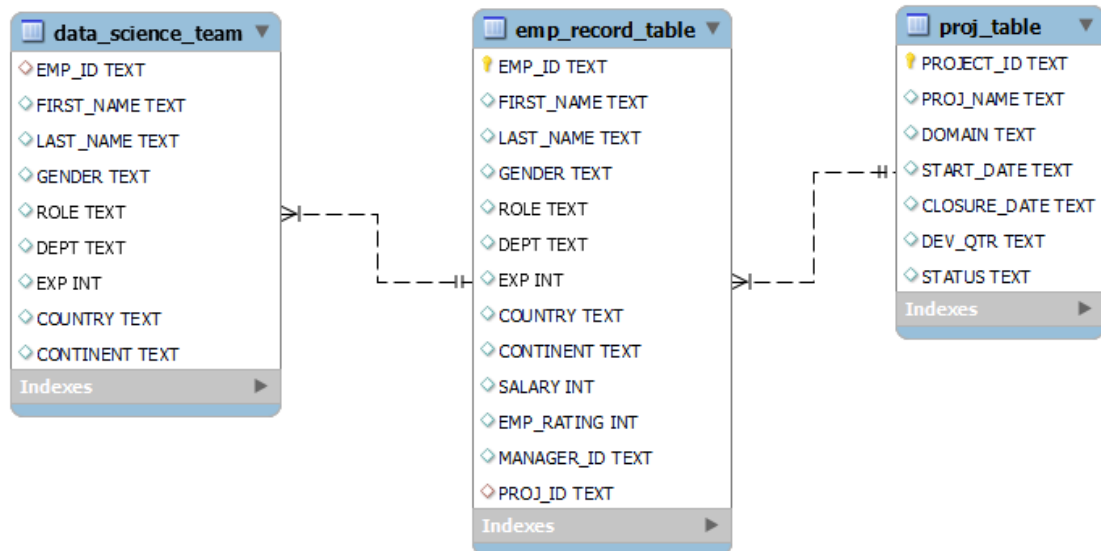 data_science_team
EMP_ID TEXT
FIRST_NAME TEXT
LAST_NAME TEXT
GENDER TEXT
ROLE TEXT
DEPT TEXT
EXP INT
COUNTRY TEXT
CONTINENT TEXT
Indexes
emp_record_table
EMP_ID TEXT
FIRST_NAME TEXT
LAST_NAME TEXT
GENDER TEXT
ROLE TEXT
DEPT TEXT
EXP INT
COUNTRY TEXT
CONTINENT TEXT
SALARY INT
EMP_RATING INT
MANAGER_ID TEXT
PROJ_ID TEXT
Indexes
proj_table
PROJECT_ID TEXT
PROJ_NAME TEXT
DOMAIN TEXT
START_DATE TEXT
CLOSURE_DATE TEXT
DEV_QTR TEXT
STATUS TEXT
Indexes